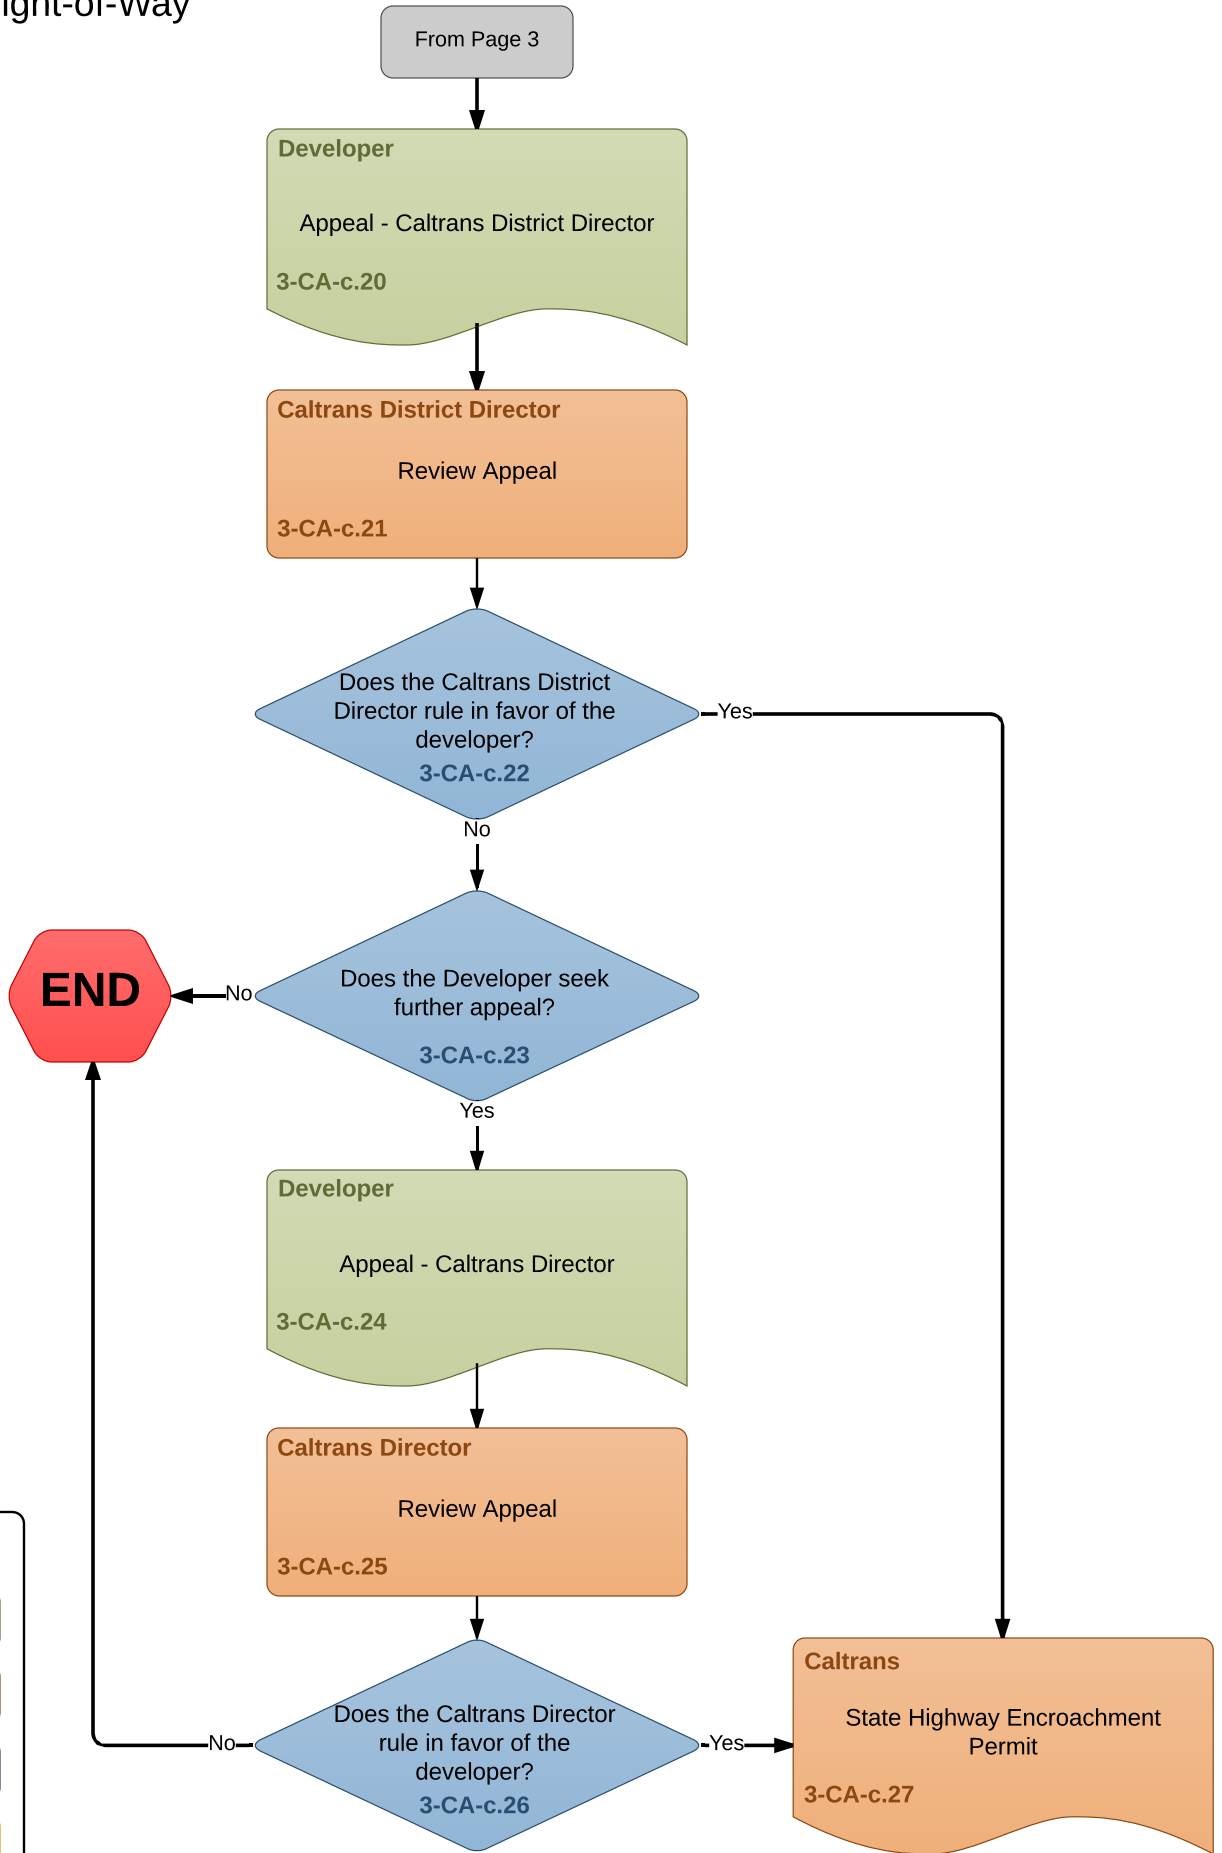 ight-of-Way
From Page 3
Developer
Appeal - Caltrans District Director
3-CA-c.20
Caltrans District Director
Review Appeal
3-CA-c.21
Does the Caltrans District
Director rule in favor of the
developer?
3-CA-c.22
Yes
No
Does the Developer seek
further appeal?
3-CA-c.23
No
END
Yes
Developer
Appeal - Caltrans Director
3-CA-c.24
Caltrans Director
Review Appeal
3-CA-c.25
Does the Caltrans Director
rule in favor of the
developer?
3-CA-c.26
No
Yes
Caltrans
State Highway Encroachment
Permit
3-CA-c.27